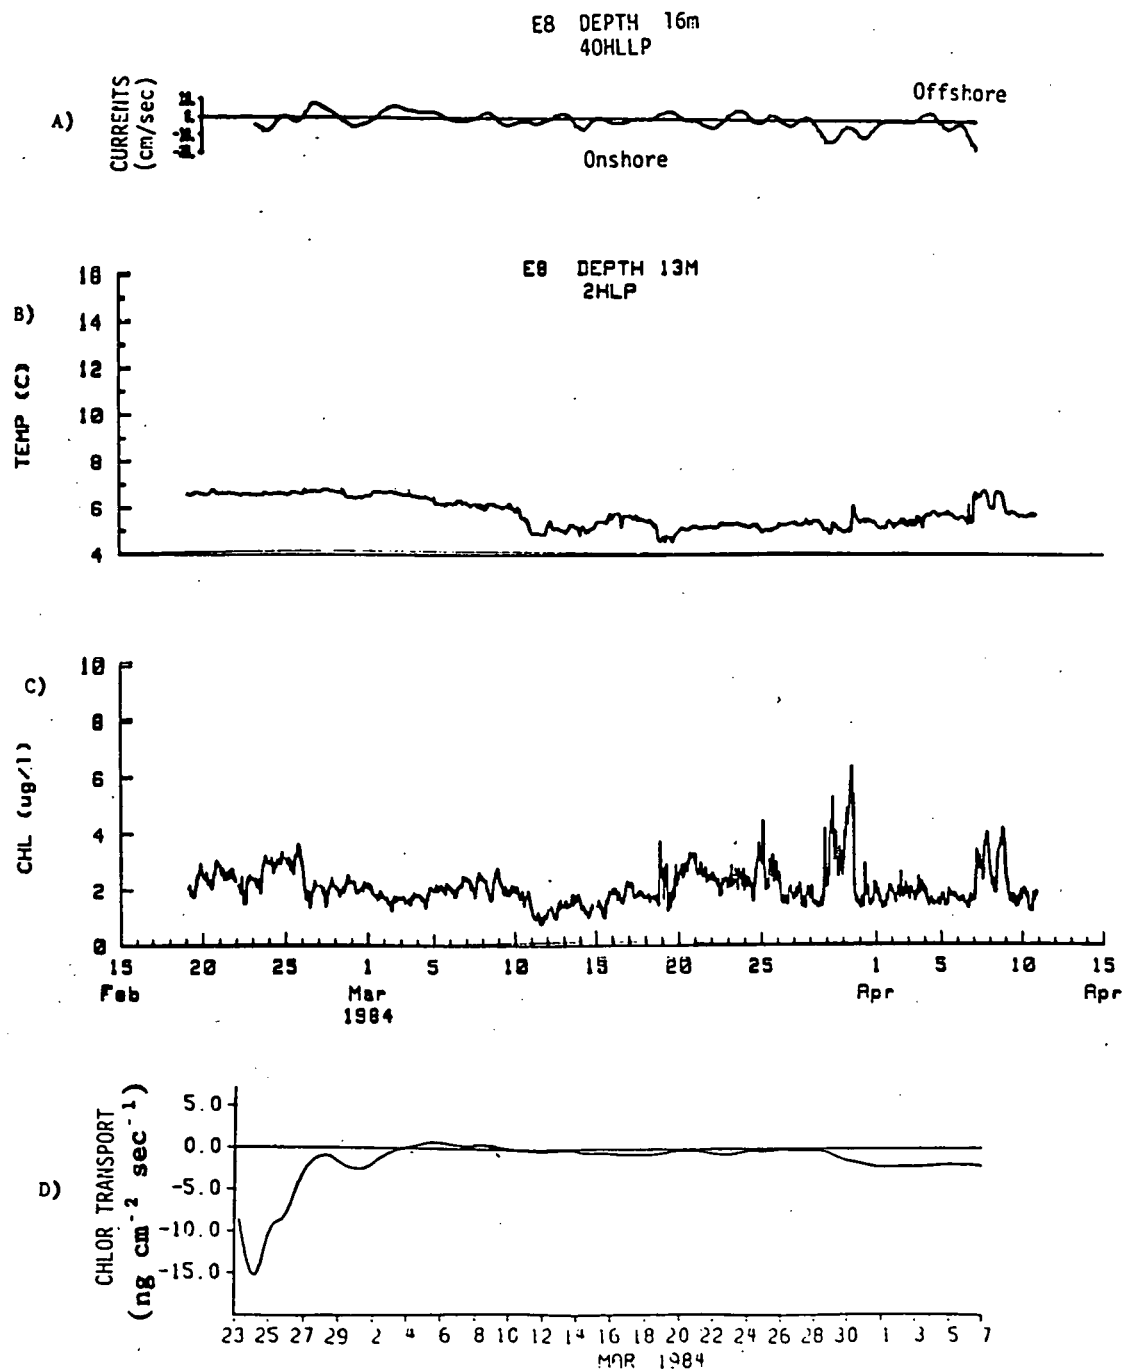 E8 DEPTH 16m
40HLLP
A)
CURRENTS
(cm/sec)
Offshore
Onshore
E8 DEPTH 13M
2HLP
B)
TEMP (C)
18
16
14
12
10
8
6
4
C)
CHL (ug/l)
10
8
6
4
2
0
15 20 25 1 5 10 15 20 25 1 5 10 15
Feb Mar Apr Apr
1984
D)
CHLOR TRANSPORT
(ng cm⁻² sec⁻¹)
5.0
0.0
-5.0
-10.0
-15.0
23 25 27 29 2 4 6 8 10 12 14 16 18 20 22 24 26 28 30 1 3 5 7
MAR 1984